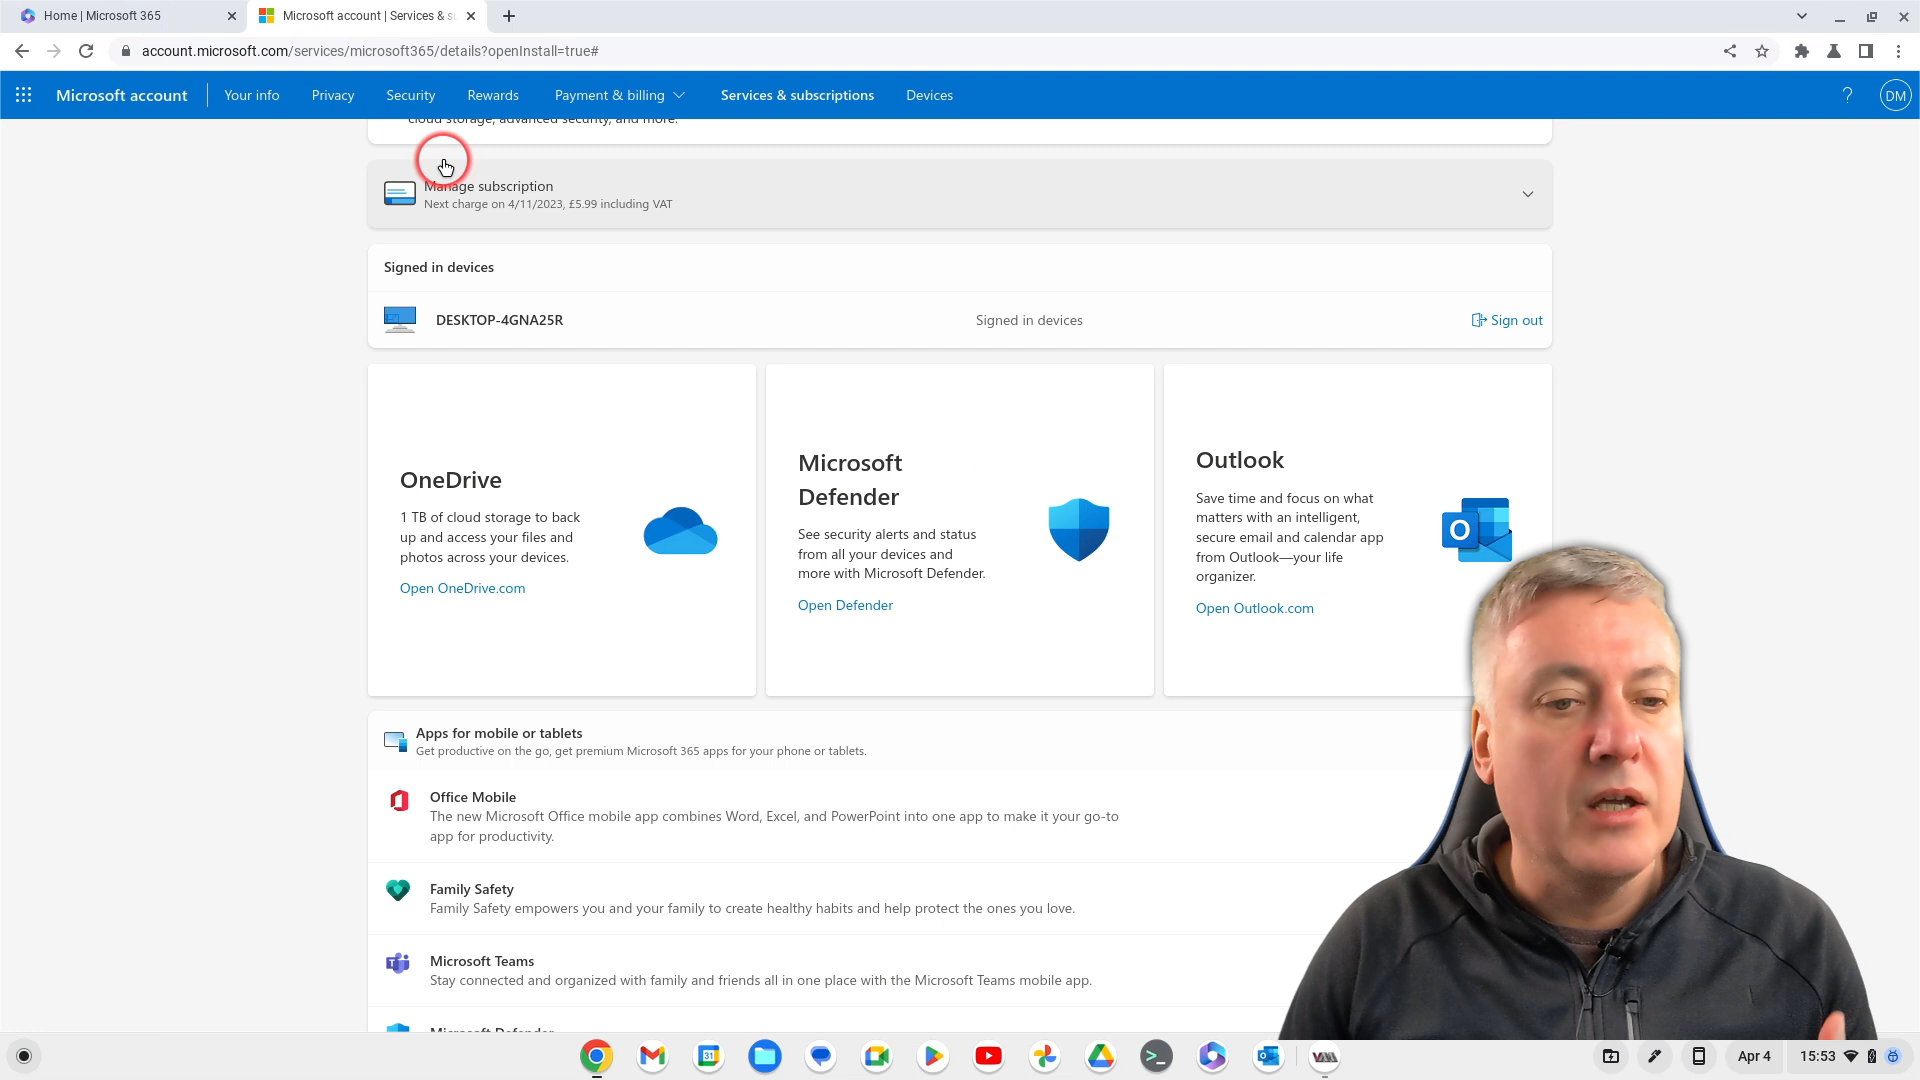 Home | Microsoft 365
Microsoft account | Services & su
account.microsoft.com/services/microsoft365/details?openInstall=true#
Microsoft account
Your info
Privacy
Security
Rewards
Payment & billing
Services & subscriptions
Devices
?
DM
cloud storage, advanced security, and more.
Manage subscription
Next charge on 4/11/2023, £5.99 including VAT
Signed in devices
DESKTOP-4GNA25R
Signed in devices
Sign out
OneDrive
1 TB of cloud storage to back
up and access your files and
photos across your devices.
Open OneDrive.com
Microsoft
Defender
See security alerts and status
from all your devices and
more with Microsoft Defender.
Open Defender
Outlook
Save time and focus on what
matters with an intelligent,
secure email and calendar app
from Outlook—your life
organizer.
Open Outlook.com
Apps for mobile or tablets
Get productive on the go, get premium Microsoft 365 apps for your phone or tablets.
Office Mobile
The new Microsoft Office mobile app combines Word, Excel, and PowerPoint into one app to make it your go-to
app for productivity.
Family Safety
Family Safety empowers you and your family to create healthy habits and help protect the ones you love.
Microsoft Teams
Stay connected and organized with family and friends all in one place with the Microsoft Teams mobile app.
Microsoft Defender
31
Apr 4
15:53